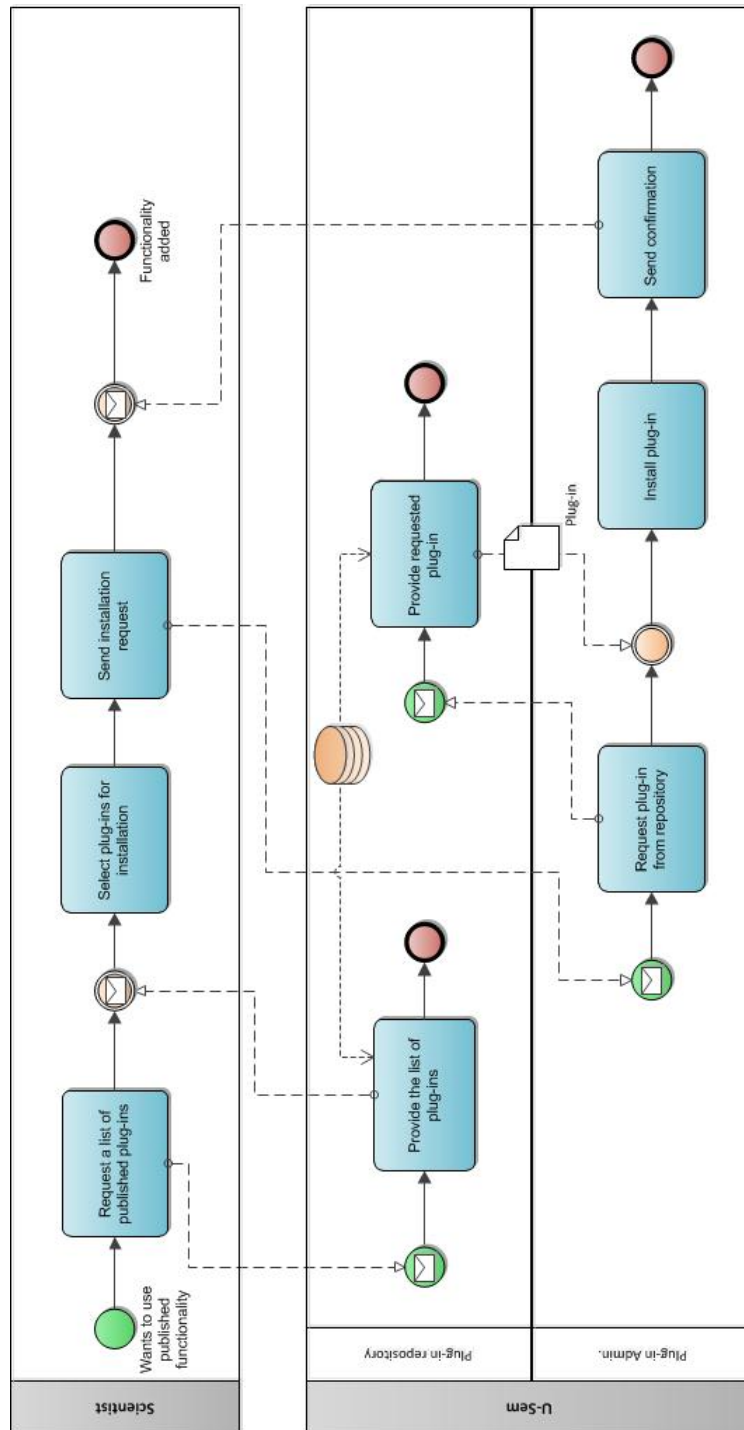 Scientist
Wants to use
published
functionality
Request a list of
published plug-ins
Select plug-ins for
installation
Send installation
request
Functionality
added
U-Sem
Plug-in repository
Provide the list of
plug-ins
Provide requested
plug-in
Plug-in
Plug-in Admin.
Request plug-in
from repository
Install plug-in
Send confirmation